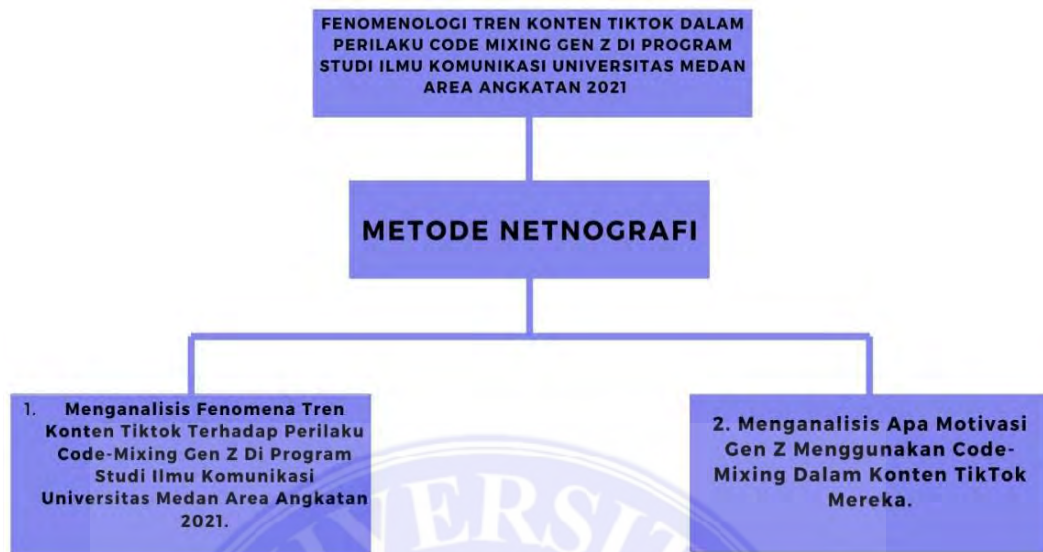 FENOMENOLOGI TREN KONTEN TIKTOK DALAM
PERILAKU CODE MIXING GEN Z DI PROGRAM
STUDI ILMU KOMUNIKASI UNIVERSITAS MEDAN
AREA ANGKATAN 2021
METODE NETNOGRAFI
1. Menganalisis Fenomena Tren
Konten Tiktok Terhadap Perilaku
Code-Mixing Gen Z Di Program
Studi Ilmu Komunikasi
Universitas Medan Area Angkatan
2021.
2. Menganalisis Apa Motivasi
Gen Z Menggunakan Code-
Mixing Dalam Konten TikTok
Mereka.